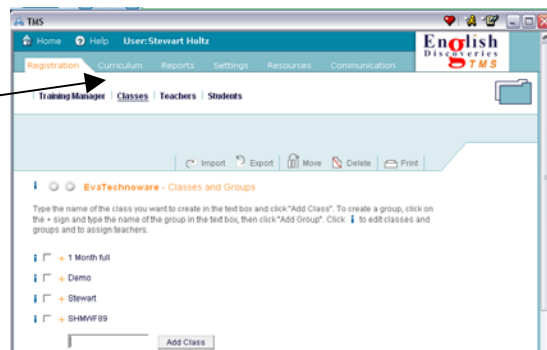 TMS
Home Help User:Stewart Holtz
English
Discoveries
TMS
Registration Curriculum Reports Settings Resources Communication
Training Manager | Classes | Teachers | Students
Import Export Move Delete Print
i EvaTechnoware - Classes and Groups
Type the name of the class you want to create in the text box and click "Add Class". To create a group, click on
the + sign and type the name of the group in the text box, then click "Add Group". Click i to edit classes and
groups and to assign teachers.
i + 1 Month full
i + Demo
i + Stewart
i + SHMWF89
Add Class